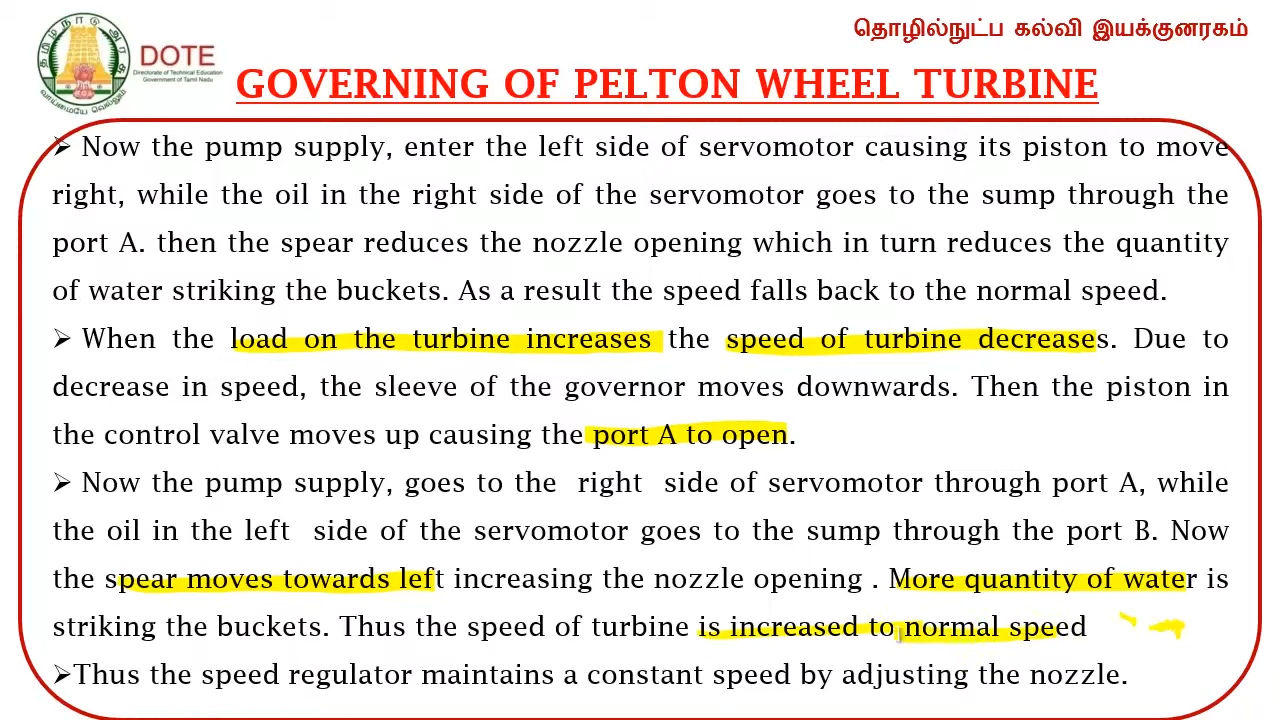 தொழில்நுட்ப கல்வி இயக்குனரகம்
DOTE
Directorate of Technical Education
Government of Tamil Nadu
GOVERNING OF PELTON WHEEL TURBINE
➢ Now the pump supply, enter the left side of servomotor causing its piston to move
right, while the oil in the right side of the servomotor goes to the sump through the
port A. then the spear reduces the nozzle opening which in turn reduces the quantity
of water striking the buckets. As a result the speed falls back to the normal speed.
➢ When the load on the turbine increases the speed of turbine decreases. Due to
decrease in speed, the sleeve of the governor moves downwards. Then the piston in
the control valve moves up causing the port A to open.
➢ Now the pump supply, goes to the right side of servomotor through port A, while
the oil in the left side of the servomotor goes to the sump through the port B. Now
the spear moves towards left increasing the nozzle opening . More quantity of water is
striking the buckets. Thus the speed of turbine is increased to normal speed
➢Thus the speed regulator maintains a constant speed by adjusting the nozzle.